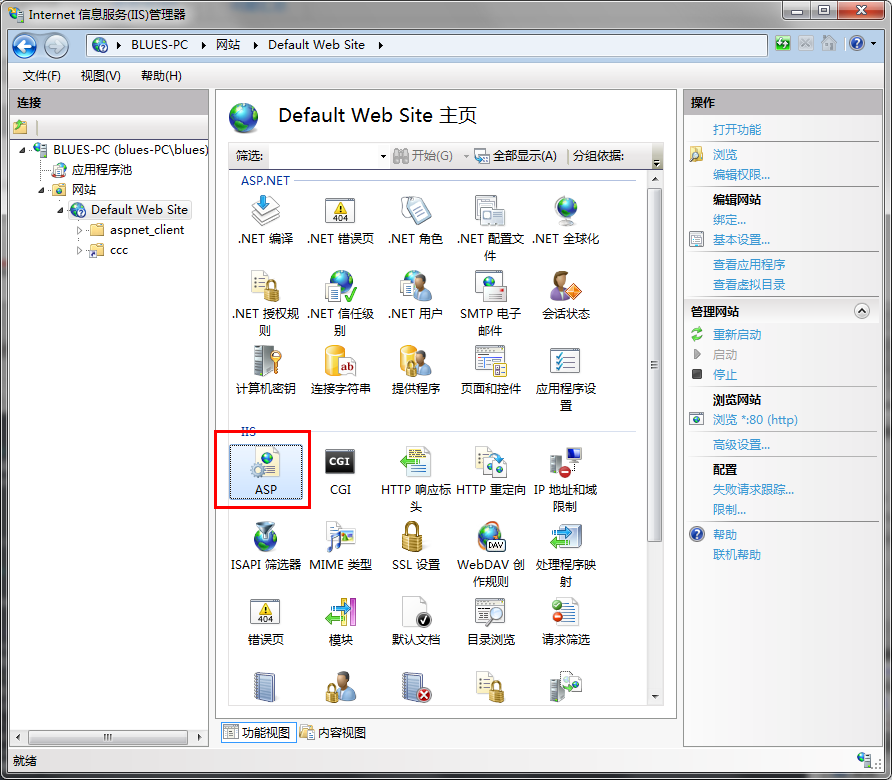 Internet 信息服务(IIS)管理器
BLUES-PC
网站
Default Web Site
文件(F)
视图(V)
帮助(H)
连接
BLUES-PC (blues-PC\blues)
应用程序池
网站
Default Web Site
aspnet_client
ccc
Default Web Site 主页
筛选:
开始(G)
全部显示(A)
分组依据:
ASP.NET
.NET 编译
.NET 错误页
.NET 角色
.NET 配置文
件
.NET 全球化
.NET 授权规
则
.NET 信任级
别
.NET 用户
SMTP 电子
邮件
会话状态
计算机密钥
连接字符串
提供程序
页面和控件
应用程序设
置
IIS
ASP
CGI
CGI
HTTP 响应标
头
HTTP 重定向
IP 地址和域
限制
ISAPI 筛选器
MIME 类型
SSL 设置
DAV
WebDAV 创
作规则
处理程序映
射
404
错误页
模块
默认文档
目录浏览
请求筛选
404
ab
功能视图
内容视图
操作
打开功能
浏览
编辑权限...
编辑网站
绑定...
基本设置...
查看应用程序
查看虚拟目录
管理网站
重新启动
启动
停止
浏览网站
浏览 *:80 (http)
高级设置...
配置
失败请求跟踪...
限制...
帮助
联机帮助
就绪